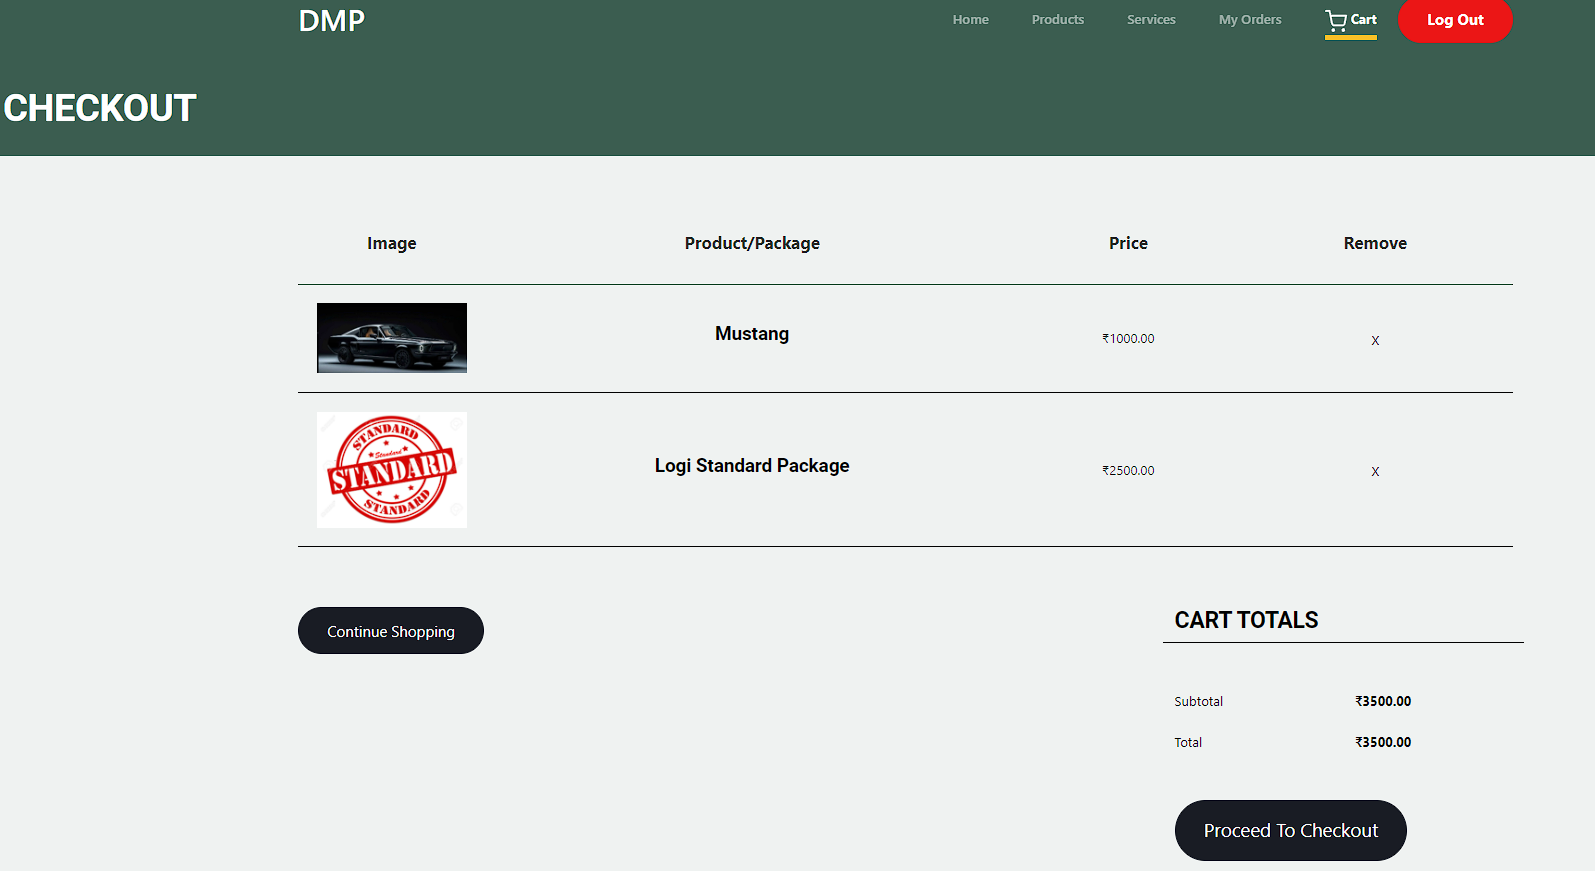 DMP
Home Products Services My Orders Cart Log Out
CHECKOUT
Image Product/Package Price Remove
Mustang ₹1000.00 X
STANDARD
Standard
STANDARD
STANDARD
Logi Standard Package ₹2500.00 X
Continue Shopping
CART TOTALS
Subtotal ₹3500.00
Total ₹3500.00
Proceed To Checkout